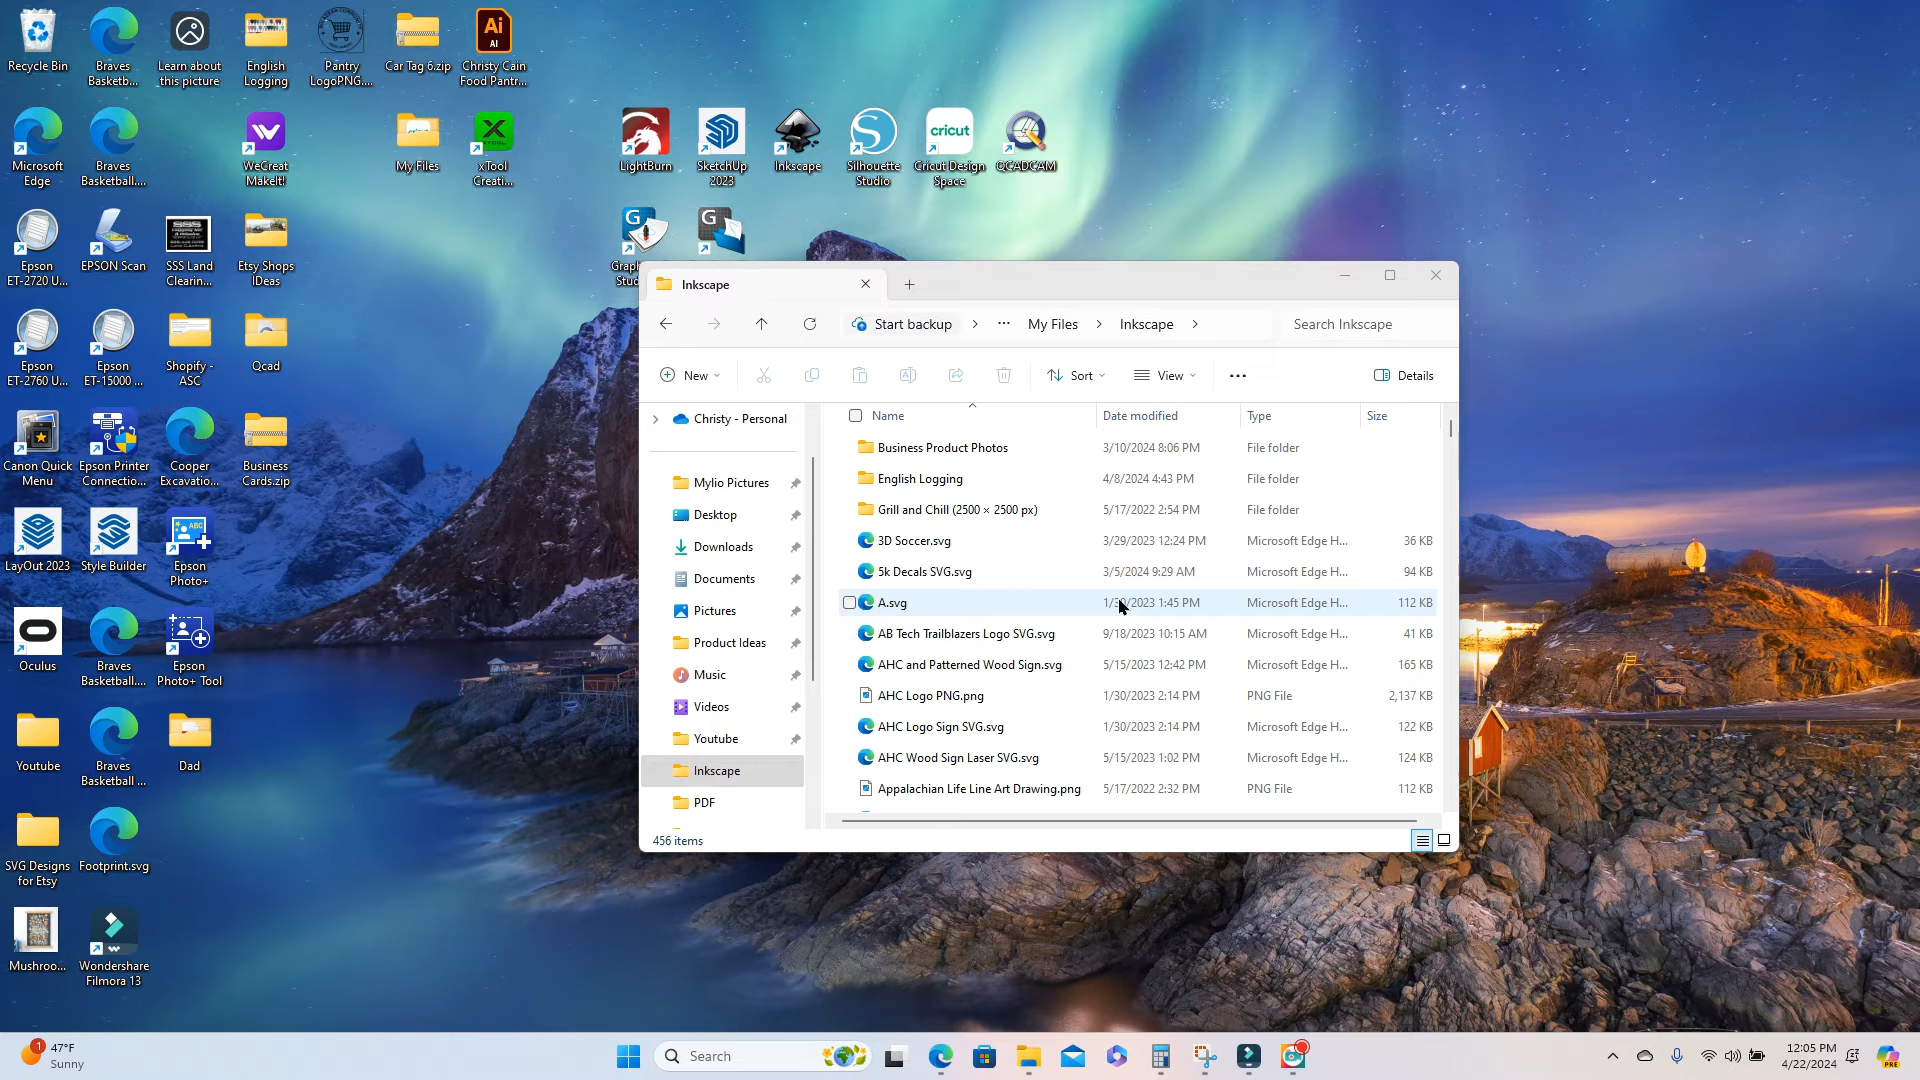 Recycle Bin
Braves
Basketb...
Learn about
this picture
English
Logging
Pantry
LogoPNG....
Car Tag 6.zip
Ai
AI
Christy Cain
Food Pantr...
Microsoft
Edge
Braves
Basketball....
WeCreat
MakeIt!
My Files
xTool
Creati...
LightBurn
SketchUp
2023
Inkscape
Silhouette
Studio
cricut
Cricut Design
Space
QCADCAM
Epson
ET-2720 U...
EPSON Scan
SSS Land
Clearin...
Etsy Shops
IDeas
Epson
ET-2760 U...
Epson
ET-15000 ...
Shopify -
ASC
Qcad
Canon Quick
Menu
Epson Printer
Connectio...
Cooper
Excavatio...
Business
Cards.zip
LayOut 2023
Style Builder
Epson
Photo+
Oculus
Braves
Basketball....
Epson
Photo+ Tool
Youtube
Braves
Basketball ...
Dad
SVG Designs
for Etsy
Footprint.svg
Mushroo...
Wondershare
Filmora 13
Inkscape
Start backup
My Files
Inkscape
Search Inkscape
New
Sort
View
Details
Christy - Personal
Mylio Pictures
Desktop
Downloads
Documents
Pictures
Product Ideas
Music
Videos
Youtube
Inkscape
PDF
Name Date modified Type Size
Business Product Photos 3/10/2024 8:06 PM File folder
English Logging 4/8/2024 4:43 PM File folder
Grill and Chill (2500 × 2500 px) 5/17/2022 2:54 PM File folder
3D Soccer.svg 3/29/2023 12:24 PM Microsoft Edge H... 36 KB
5k Decals SVG.svg 3/5/2024 9:29 AM Microsoft Edge H... 94 KB
A.svg 1/30/2023 1:45 PM Microsoft Edge H... 112 KB
AB Tech Trailblazers Logo SVG.svg 9/18/2023 10:15 AM Microsoft Edge H... 41 KB
AHC and Patterned Wood Sign.svg 5/15/2023 12:42 PM Microsoft Edge H... 165 KB
AHC Logo PNG.png 1/30/2023 2:14 PM PNG File 2,137 KB
AHC Logo Sign SVG.svg 1/30/2023 2:14 PM Microsoft Edge H... 122 KB
AHC Wood Sign Laser SVG.svg 5/15/2023 1:02 PM Microsoft Edge H... 124 KB
Appalachian Life Line Art Drawing.png 5/17/2022 2:32 PM PNG File 112 KB
456 items
1
47°F
Sunny
Search
12:05 PM
4/22/2024
PRE